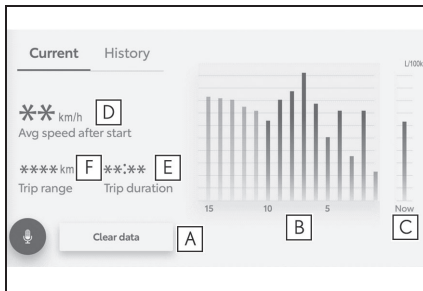 Current History
L/100k
** km/h D
Avg speed after start
****km F **:** E
Trip range Trip duration
15 10 5 Now
Clear data A B C